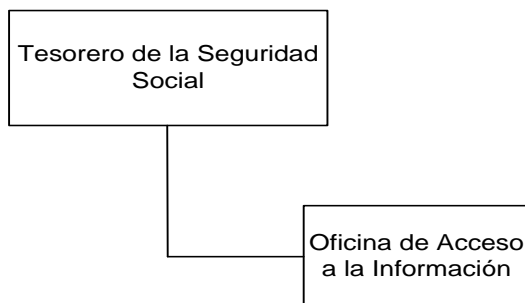 Tesorero de la Seguridad
Social
Oficina de Acceso
a la Información